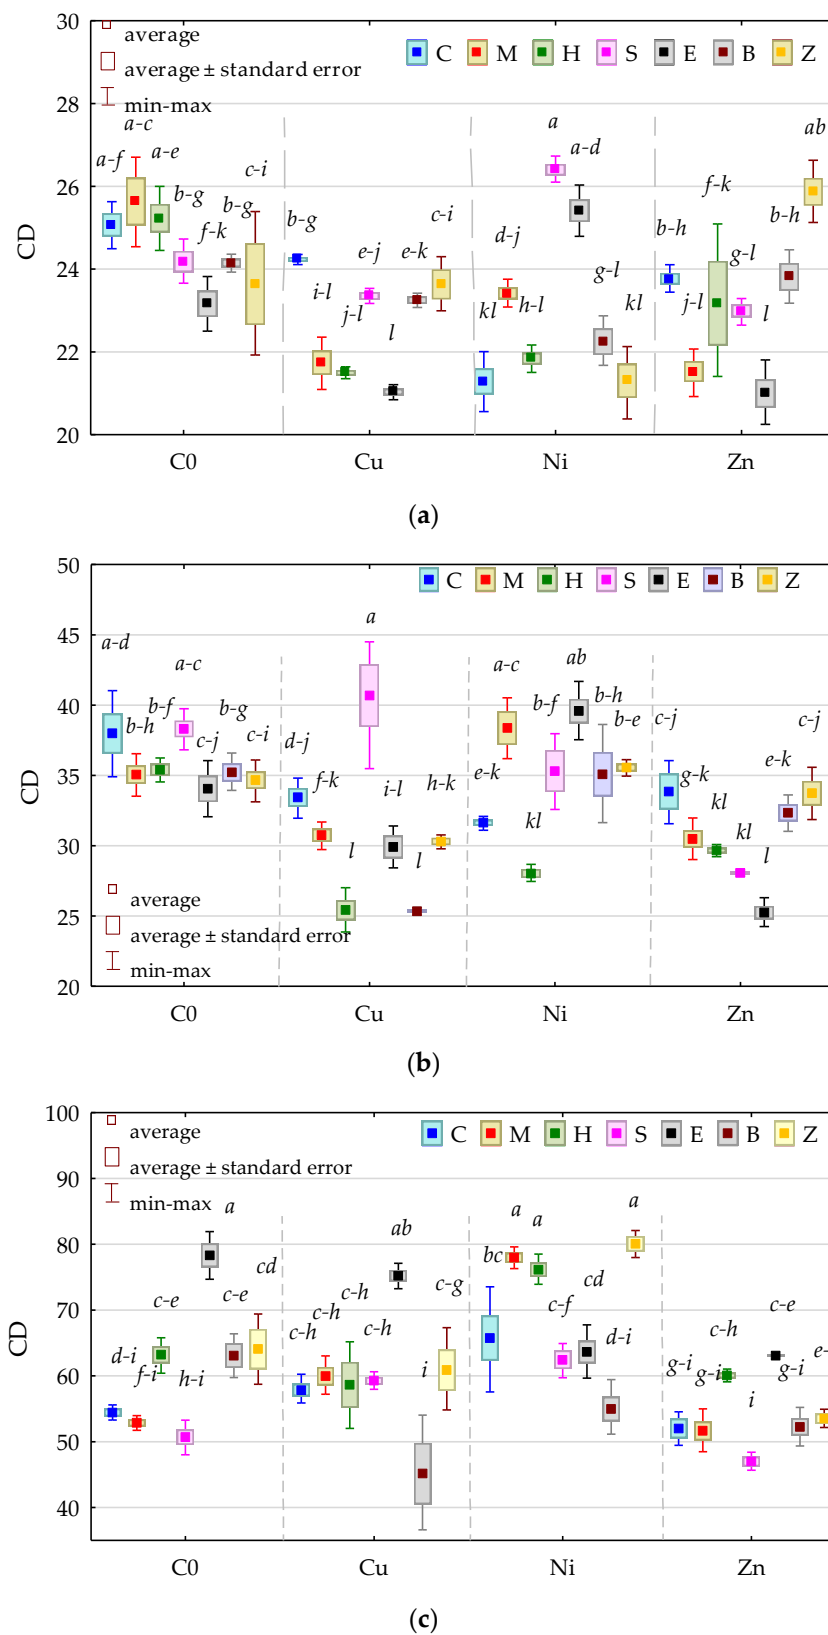 30
average
average ± standard error
C M H S E B Z
28
min-max
a-c
a
ab
a-f
a-e
a-d
c-i
26
b-g
b-g
f-k
f-k
b-g
c-i
b-h
b-h
CD
e-j
e-k
d-j
g-l
24
i-l
g-l
j-l
kl
h-l
kl
j-l
l
l
22
20
C0 Cu Ni Zn
(a)
50
C M H S E B Z
45
a-d
a
a-c
a-c
ab
40
b-h
b-f
b-g
b-f
b-h
b-e
c-j
c-j
c-j
c-i
d-j
CD
35
f-k
e-k
g-k
e-k
i-l
h-k
30
l
l
kl
kl
kl
l
average
25
average ± standard error
min-max
20
C0 Cu Ni Zn
(b)
100
average
C M H S E B Z
average ± standard error
90
min-max
a
a
a
a
ab
80
bc
cd
cd
c-g
CD
70
c-e
c-e
c-h
c-h
c-h
c-h
c-f
c-h
c-e
d-i
d-i
f-i
h-i
i
g-i
g-i
g-i
e-
60
i
50
40
C0 Cu Ni Zn
(c)